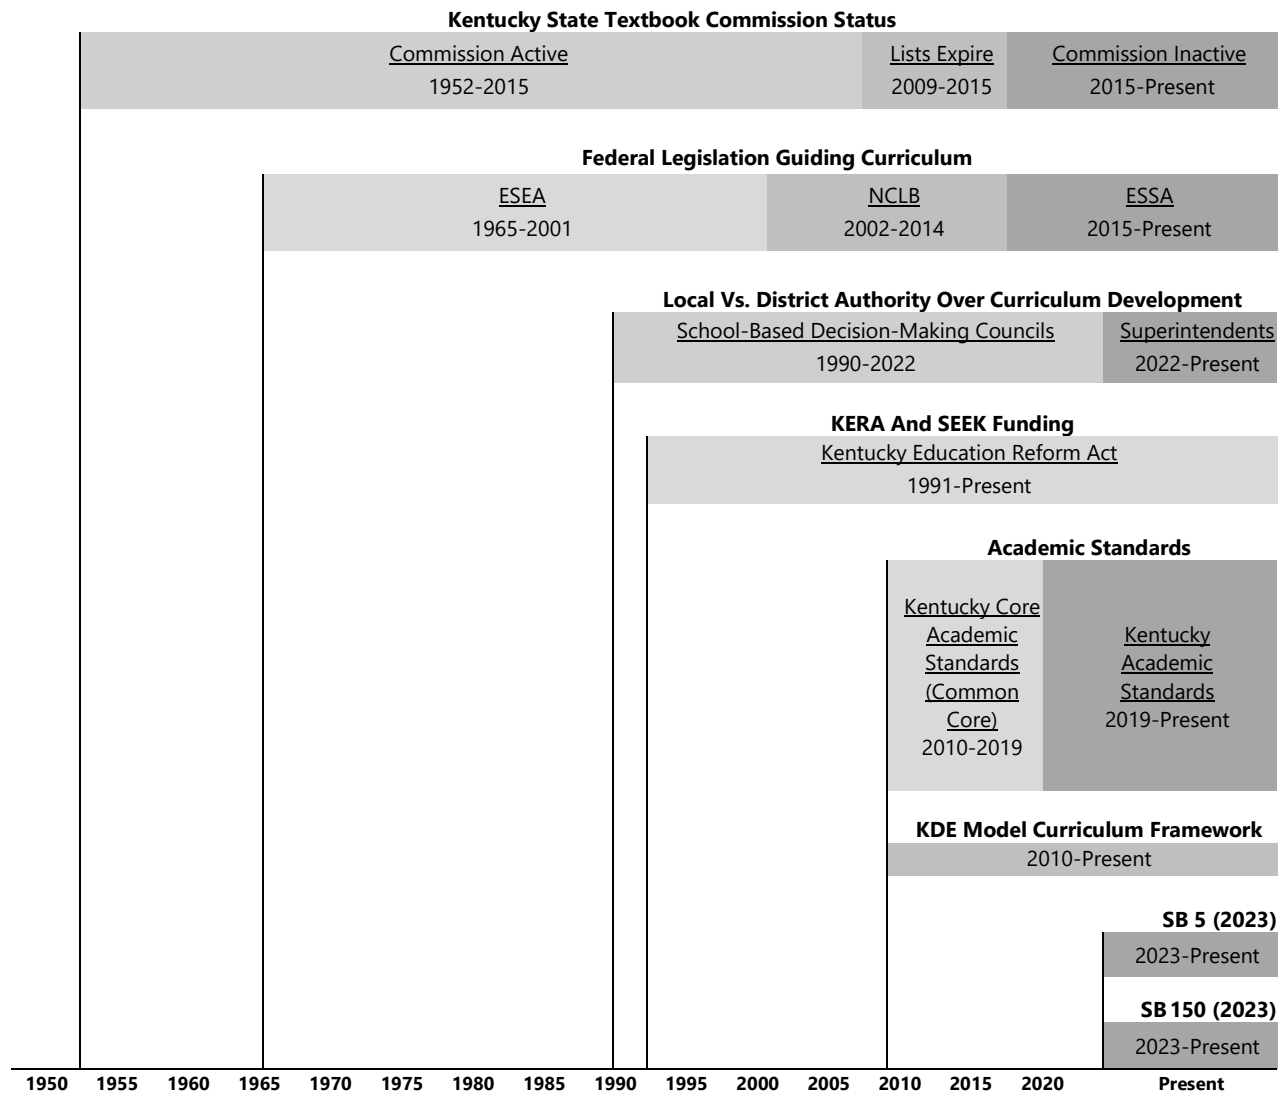 Kentucky State Textbook Commission Status
Commission Active
1952-2015
Lists Expire
2009-2015
Commission Inactive
2015-Present
Federal Legislation Guiding Curriculum
ESEA
1965-2001
NCLB
2002-2014
ESSA
2015-Present
Local Vs. District Authority Over Curriculum Development
School-Based Decision-Making Councils
1990-2022
Superintendents
2022-Present
KERA And SEEK Funding
Kentucky Education Reform Act
1991-Present
Academic Standards
Kentucky Core
Academic
Standards
(Common
Core)
2010-2019
Kentucky
Academic
Standards
2019-Present
KDE Model Curriculum Framework
2010-Present
SB 5 (2023)
2023-Present
SB 150 (2023)
2023-Present
1950 1955 1960 1965 1970 1975 1980 1985 1990 1995 2000 2005 2010 2015 2020 Present